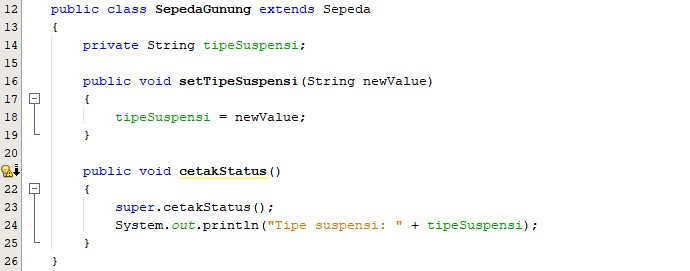 12 public class SepedaGunung extends Sepeda
13 {
14 private String tipeSuspensi;
15
16 public void setTipeSuspensi(String newValue)
17 {
18 tipeSuspensi = newValue;
19 }
20
public void cetakStatus()
22 {
23 super.cetakStatus();
24 System.out.println("Tipe suspensi: " + tipeSuspensi);
25 }
26 }